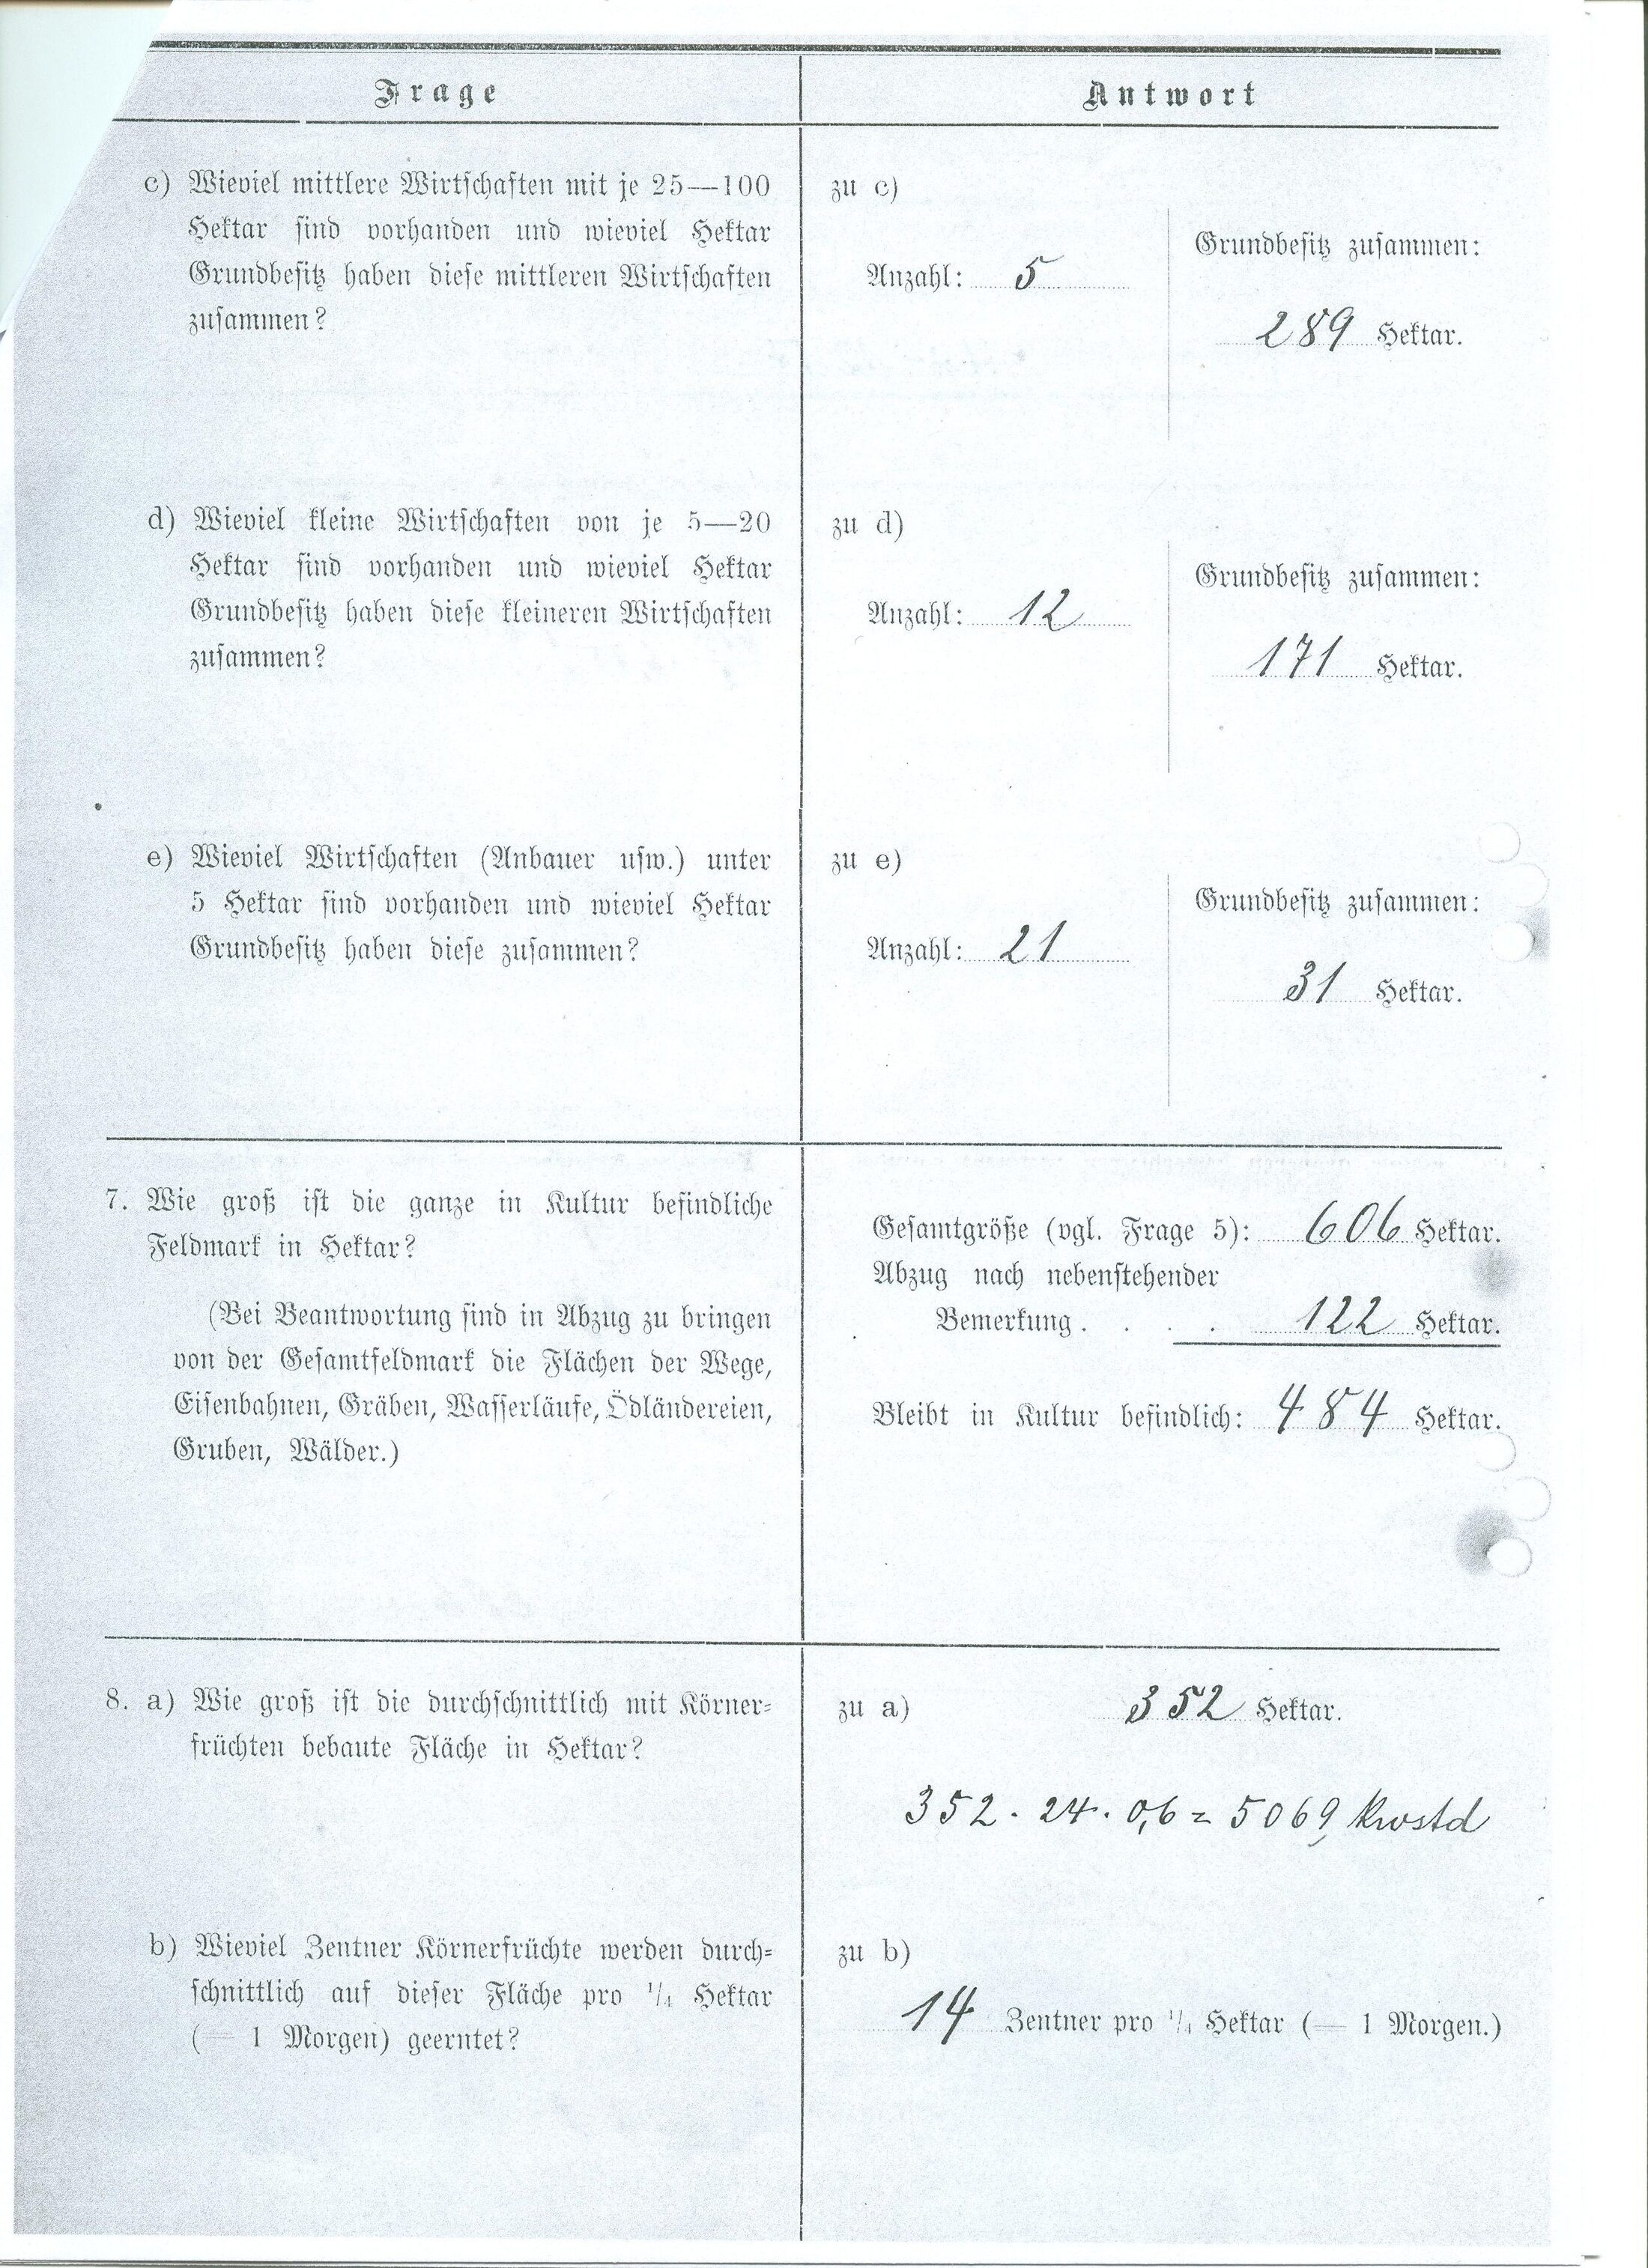 Frage
Antwort
c) Wieviel mittlere Wirtschaften mit je 25—100
Hektar sind vorhanden und wieviel Hektar
Grundbesitz haben diese mittleren Wirtschaften
zusammen?
zu c)
Anzahl: 5
Grundbesitz zusammen:
289 Hektar.
d) Wieviel kleine Wirtschaften von je 5—20
Hektar sind vorhanden und wieviel Hektar
Grundbesitz haben diese kleineren Wirtschaften
zusammen?
zu d)
Anzahl: 12
Grundbesitz zusammen:
171 Hektar.
e) Wieviel Wirtschaften (Anbauer usw.) unter
5 Hektar sind vorhanden und wieviel Hektar
Grundbesitz haben diese zusammen?
zu e)
Anzahl: 21
Grundbesitz zusammen:
31 Hektar.
7. Wie groß ist die ganze in Kultur befindliche
Feldmark in Hektar?
(Bei Beantwortung sind in Abzug zu bringen
von der Gesamtfeldmark die Flächen der Wege,
Eisenbahnen, Gräben, Wasserläufe, Ödländereien,
Gruben, Wälder.)
Gesamtgröße (vgl. Frage 5): 606 Hektar.
Abzug nach nebenstehender
Bemerkung . . . . 122 Hektar.
Bleibt in Kultur befindlich: 484 Hektar.
8. a) Wie groß ist die durchschnittlich mit Körner-
früchten bebaute Fläche in Hektar?
zu a) 352 Hektar.
352 · 24 · 0,6 = 5069, kwstd
b) Wieviel Zentner Körnerfrüchte werden durch-
schnittlich auf dieser Fläche pro 1/4 Hektar
(= 1 Morgen) geerntet?
zu b)
14 Zentner pro 1/4 Hektar (= 1 Morgen.)